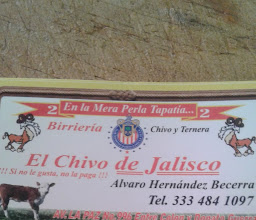 2 En la Mera Perla Tapatía... 2
Birriería Chivo y Ternera
El Chivo de Jalisco
!!! Si no le gusta, no la paga !!!
Alvaro Hernández Becerra
Tel. 333 484 1097